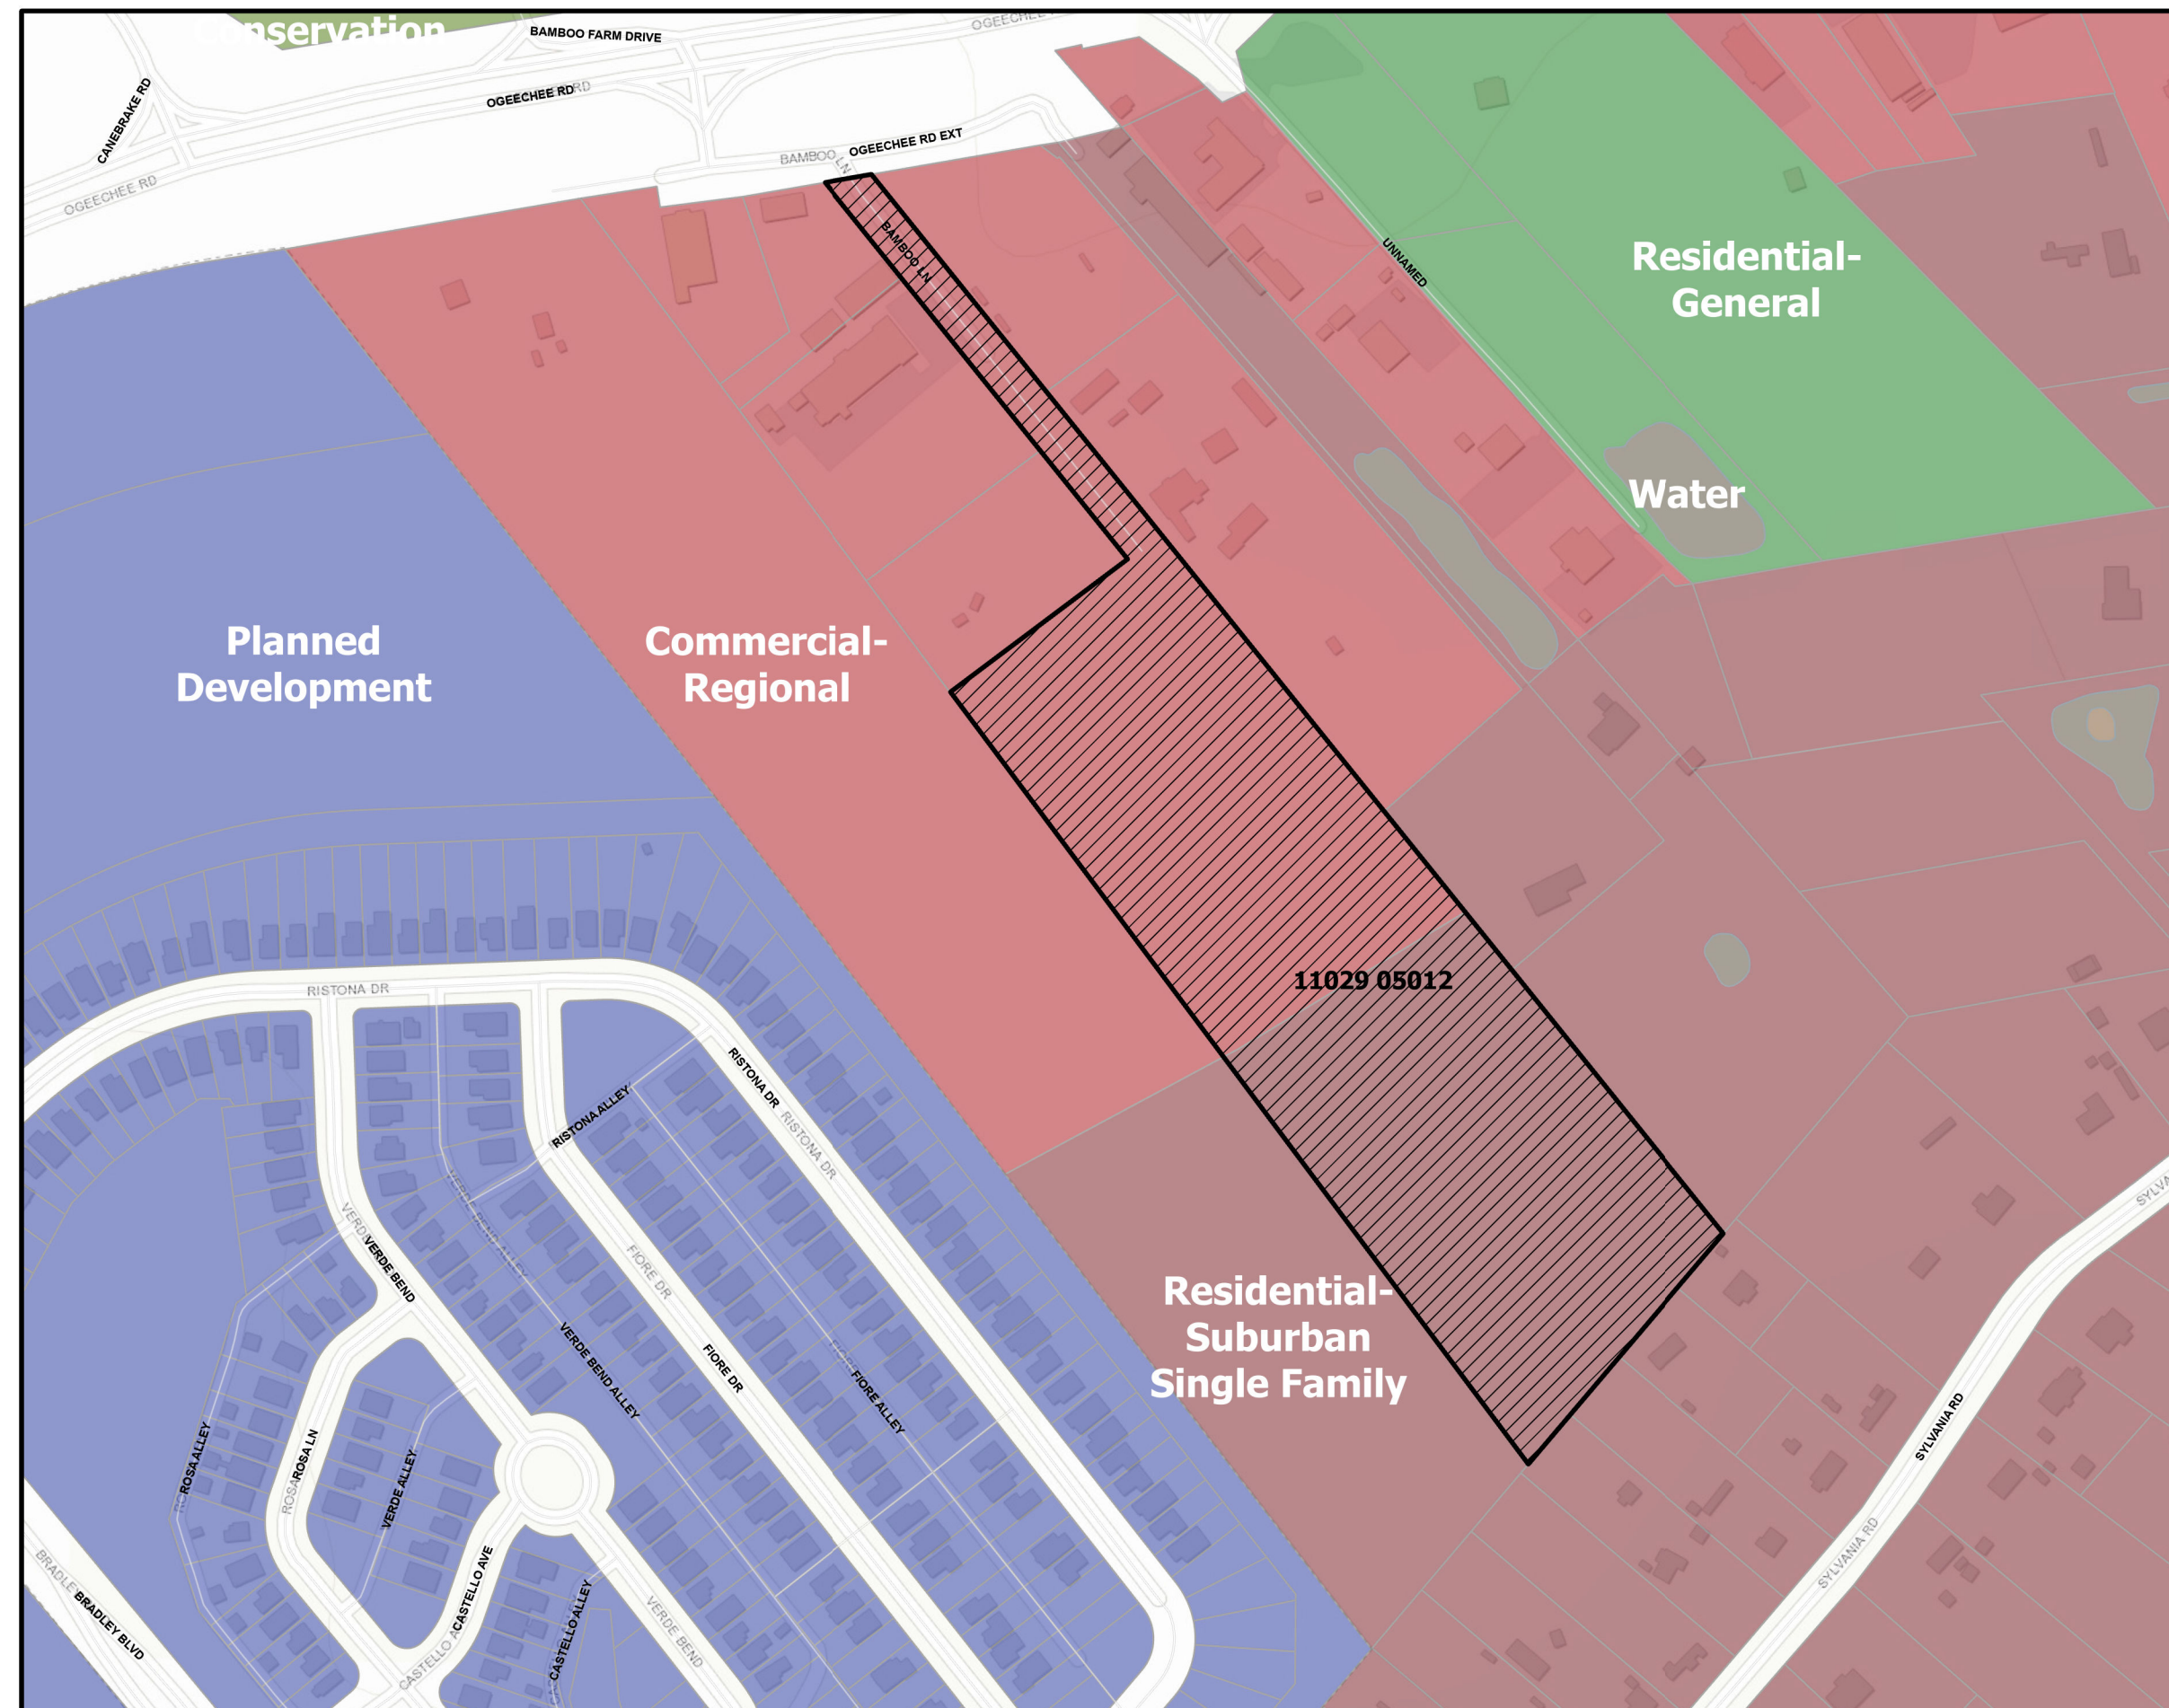 Conservation
BAMBOO FARM DRIVE
CANEBRAKE RD
OGEECHEE RD
OGEECHEE RD
BAMBOO LN
OGEECHEE RD EXT
BAMBOO LN
UNNAMED
Residential-
General
Water
Planned
Development
Commercial-
Regional
11029 05012
RISTONA DR
RISTONA DR
RISTONA DR
RISTONA ALLEY
VERDE BEND ALLEY
VERDE BEND
FIORE DR
Residential-
Suburban
Single Family
VERDE BEND ALLEY
FIORE DR
FIORE ALLEY
ROSA ALLEY
ROSA LN
VERDE ALLEY
SYLVANIA RD
SYLVANIA RD
BRADLEY BLVD
CASTELLO AVE
CASTELLO ALLEY
VERDE BEND